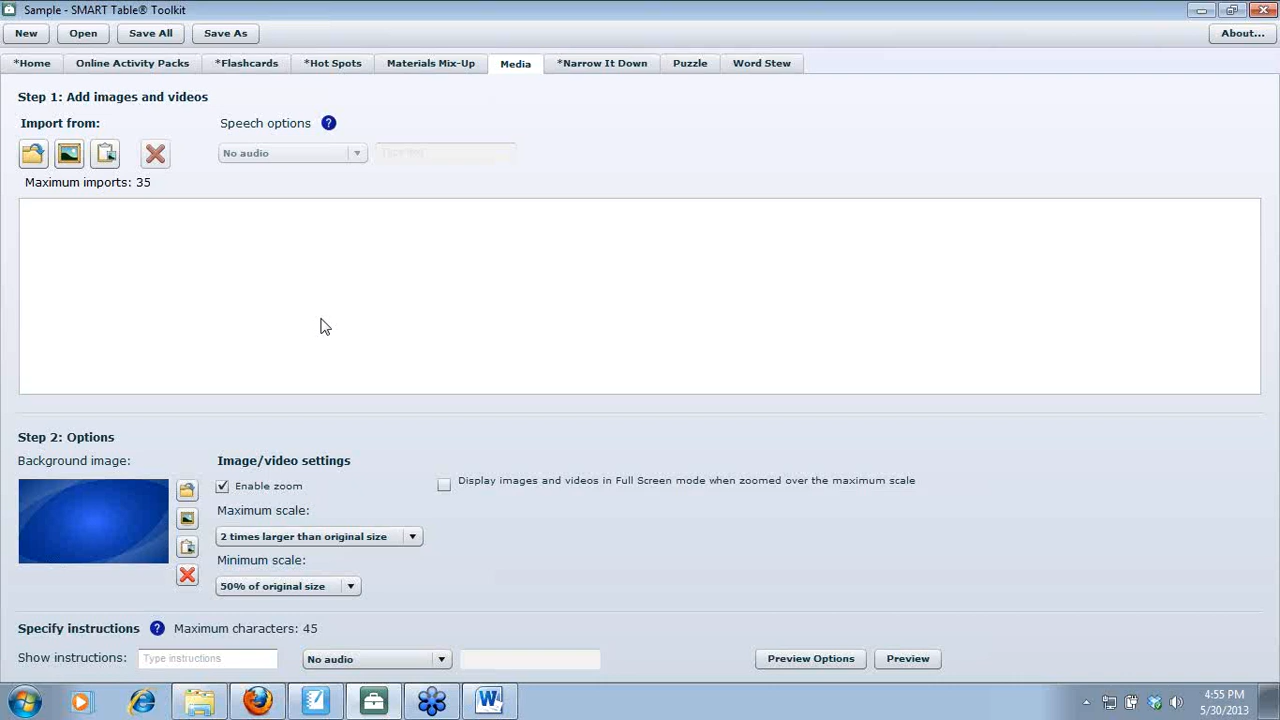 Sample - SMART Table® Toolkit
New Open Save All Save As About...
*Home Online Activity Packs *Flashcards *Hot Spots Materials Mix-Up Media *Narrow It Down Puzzle Word Stew
Step 1: Add images and videos
Import from: Speech options ?
No audio
Maximum imports: 35
Step 2: Options
Background image: Image/video settings
Enable zoom Display images and videos in Full Screen mode when zoomed over the maximum scale
Maximum scale:
2 times larger than original size
Minimum scale:
50% of original size
Specify instructions ? Maximum characters: 45
Show instructions: Type instructions No audio Preview Options Preview
4:55 PM
5/30/2013